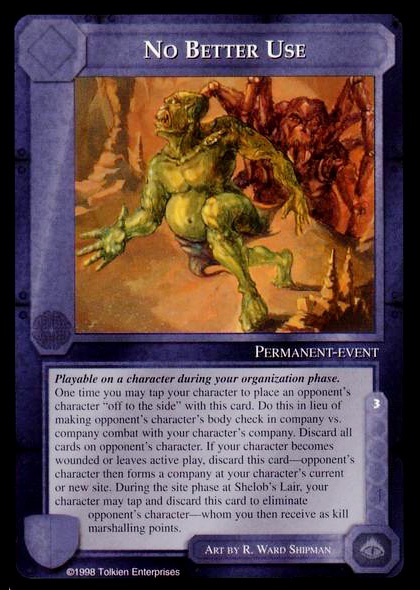 No Better Use
Permanent-event
Playable on a character during your organization phase.
One time you may tap your character to place an opponent's
character “off to the side” with this card. Do this in lieu of
making opponent's character's body check in company vs.
company combat with your character's company. Discard all
cards on opponent's character. If your character becomes
wounded or leaves active play, discard this card—opponent's
character then forms a company at your character's current
or new site. During the site phase at Shelob's Lair, your
character may tap and discard this card to eliminate
opponent's character—whom you then receive as kill
marshalling points.
3
Art by R. Ward Shipman
©1998 Tolkien Enterprises